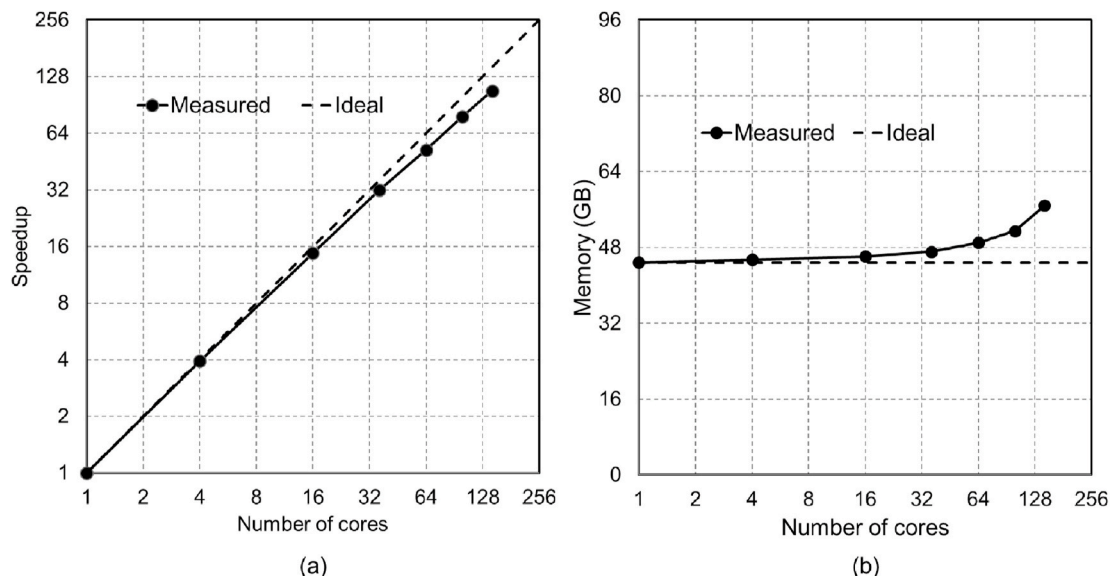 256
128
64
32
16
8
4
2
1
Speedup
Measured
Ideal
1 2 4 8 16 32 64 128 256
Number of cores
(a)
96
80
64
48
32
16
0
Memory (GB)
Measured
Ideal
1 2 4 8 16 32 64 128 256
Number of cores
(b)